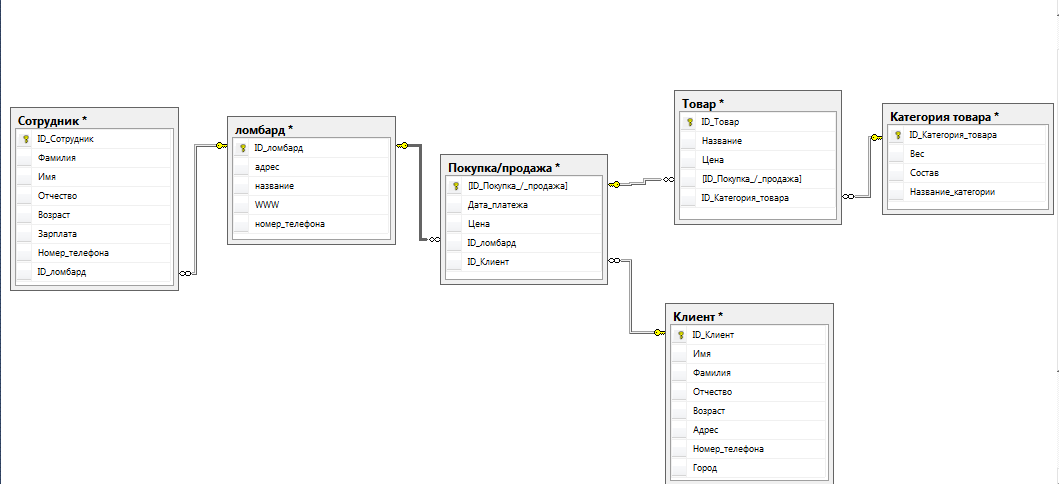 Сотрудник *
ID_Сотрудник
Фамилия
Имя
Отчество
Возраст
Зарплата
Номер_телефона
ID_ломбард
ломбард *
ID_ломбард
адрес
название
WWW
номер_телефона
Покупка/продажа *
[ID_Покупка_/_продажа]
Дата_платежа
Цена
ID_ломбард
ID_Клиент
Товар *
ID_Товар
Название
Цена
[ID_Покупка_/_продажа]
ID_Категория_товара
Категория товара *
ID_Категория_товара
Вес
Состав
Название_категории
Клиент *
ID_Клиент
Имя
Фамилия
Отчество
Возраст
Адрес
Номер_телефона
Город